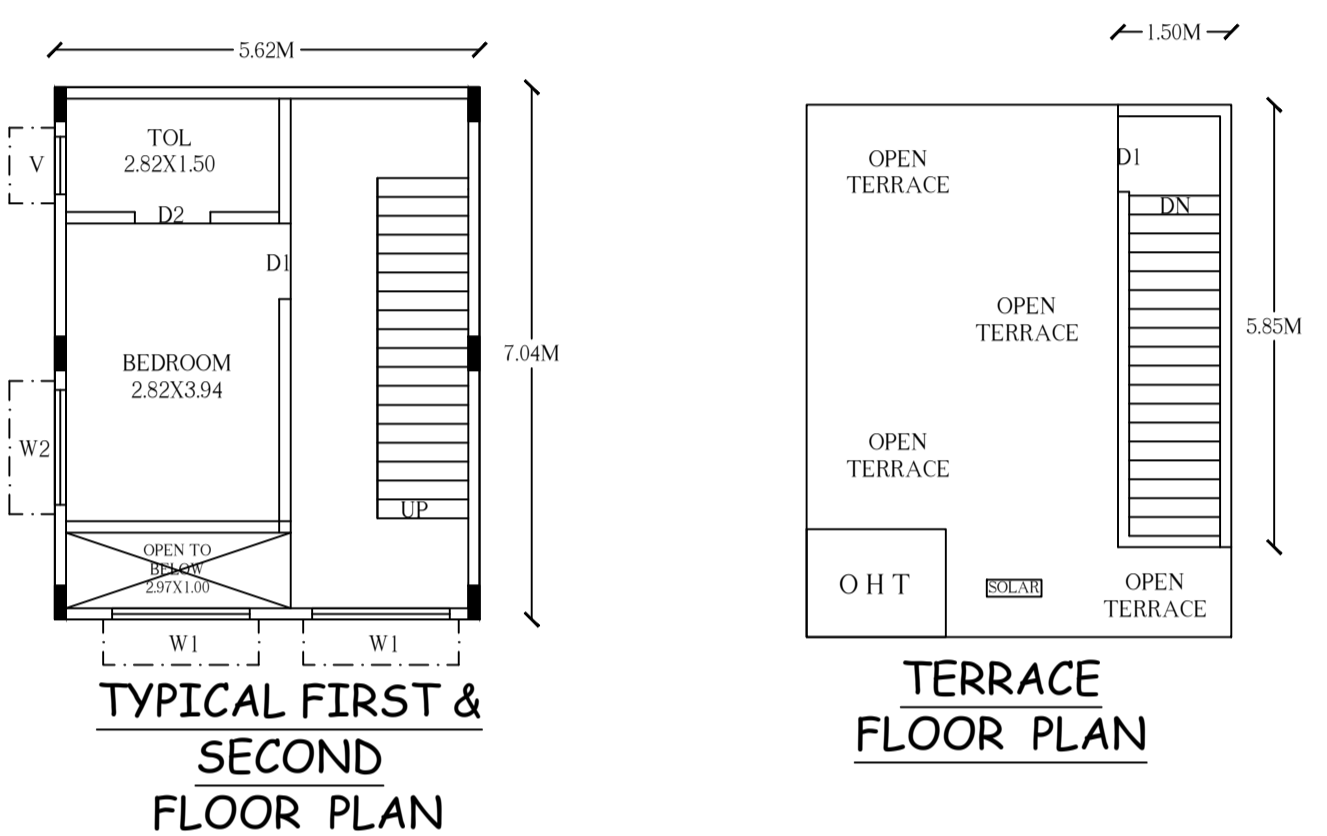 5.62M
TOL
2.82X1.50
V
D2
D1
BEDROOM
2.82X3.94
7.04M
W2
UP
OPEN TO
BELOW
2.97X1.00
W1
W1
TYPICAL FIRST &
SECOND
FLOOR PLAN
1.50M
OPEN
TERRACE
D1
DN
OPEN
TERRACE
5.85M
OPEN
TERRACE
OHT
SOLAR
OPEN
TERRACE
TERRACE
FLOOR PLAN